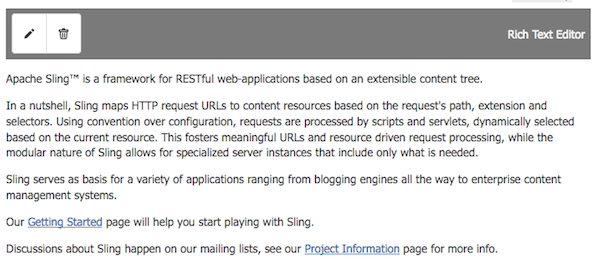 Rich Text Editor
Apache Sling™ is a framework for RESTful web-applications based on an extensible content tree.
In a nutshell, Sling maps HTTP request URLs to content resources based on the request's path, extension and
selectors. Using convention over configuration, requests are processed by scripts and servlets, dynamically selected
based on the current resource. This fosters meaningful URLs and resource driven request processing, while the
modular nature of Sling allows for specialized server instances that include only what is needed.
Sling serves as basis for a variety of applications ranging from blogging engines all the way to enterprise content
management systems.
Our Getting Started page will help you start playing with Sling.
Discussions about Sling happen on our mailing lists, see our Project Information page for more info.